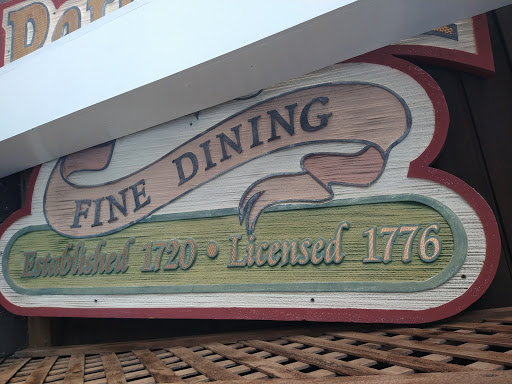 FINE DINING
Established 1720 • Licensed 1776